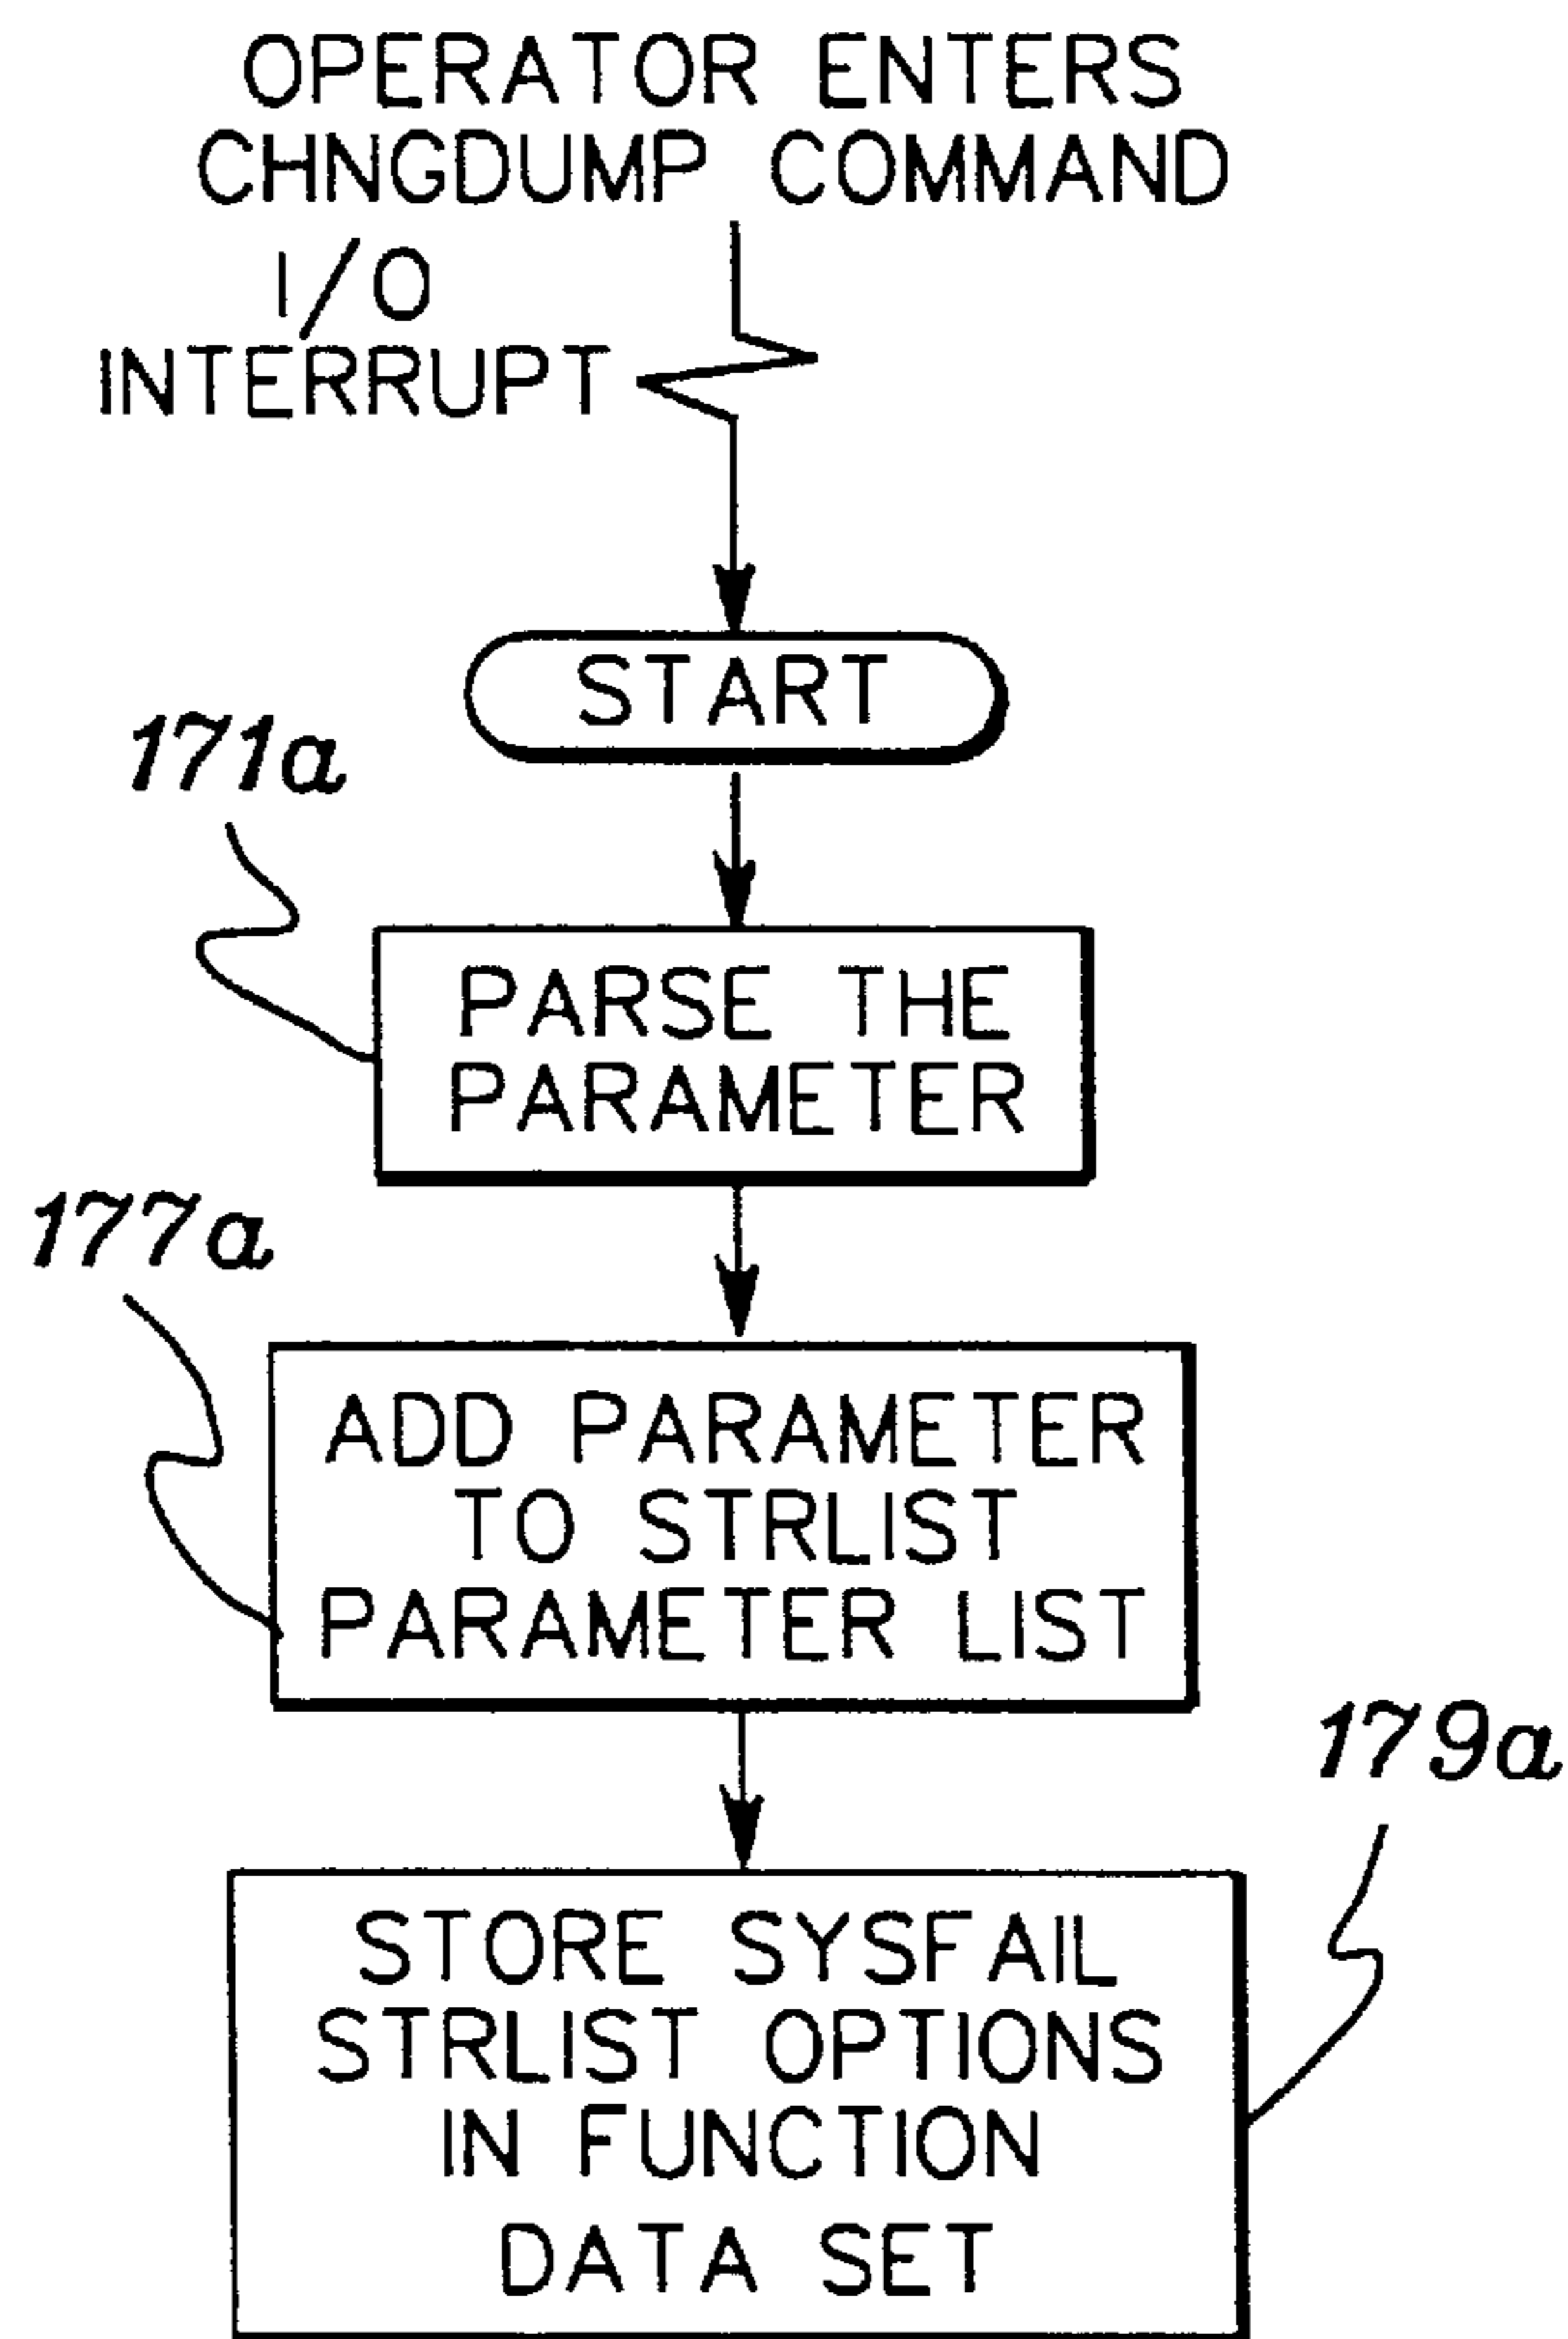 OPERATOR ENTERS
CHNGDUMP COMMAND
I/O
INTERRUPT
START
171a
PARSE THE
PARAMETER
177a
ADD PARAMETER
TO STRLIST
PARAMETER LIST
179a
STORE SYSFAIL
STRLIST OPTIONS
IN FUNCTION
DATA SET